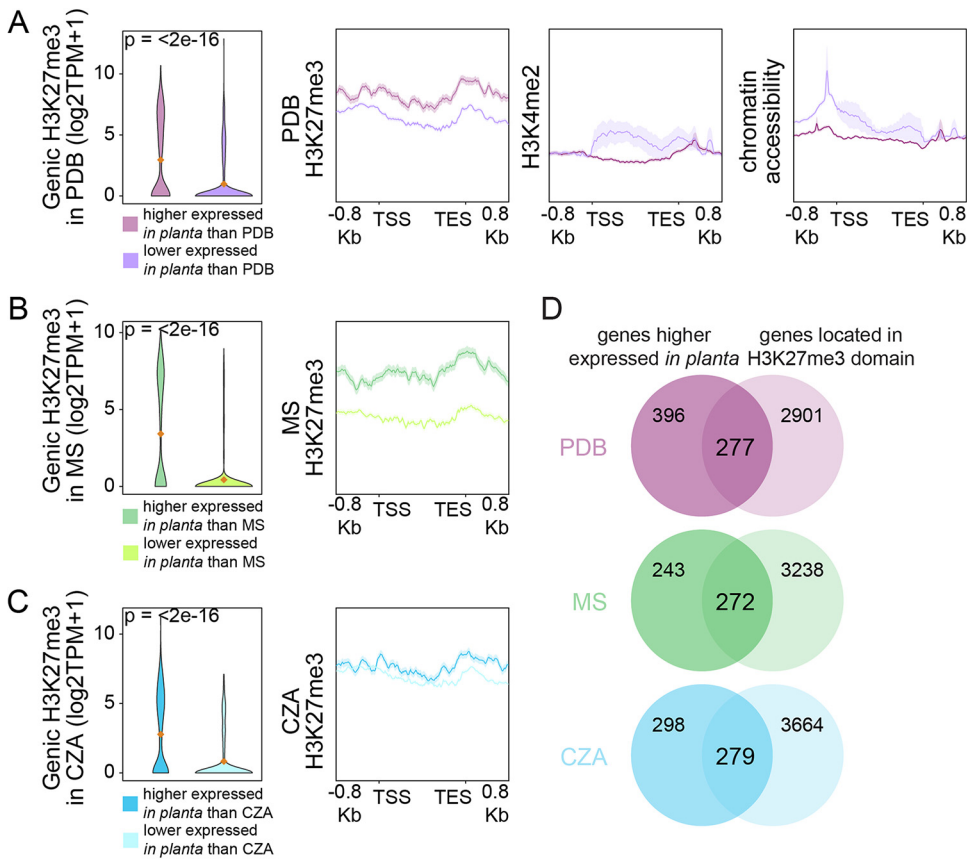 A
Genic H3K27me3
in PDB (log2TPM+1)
p = <2e-16
10
5
0
higher expressed
in planta than PDB
lower expressed
in planta than PDB
PDB
H3K27me3
-0.8
Kb
TSS
TES
0.8
Kb
H3K4me2
-0.8
Kb
TSS
TES
0.8
Kb
chromatin
accessibility
-0.8
Kb
TSS
TES
0.8
Kb
B
Genic H3K27me3
in MS (log2TPM+1)
p = <2e-16
10
5
0
higher expressed
in planta than MS
lower expressed
in planta than MS
MS
H3K27me3
-0.8
Kb
TSS
TES
0.8
Kb
C
Genic H3K27me3
in CZA (log2TPM+1)
p = <2e-16
10
5
0
higher expressed
in planta than CZA
lower expressed
in planta than CZA
CZA
H3K27me3
-0.8
Kb
TSS
TES
0.8
Kb
D
genes higher
expressed in planta
genes located in
H3K27me3 domain
PDB
396
277
2901
MS
243
272
3238
CZA
298
279
3664